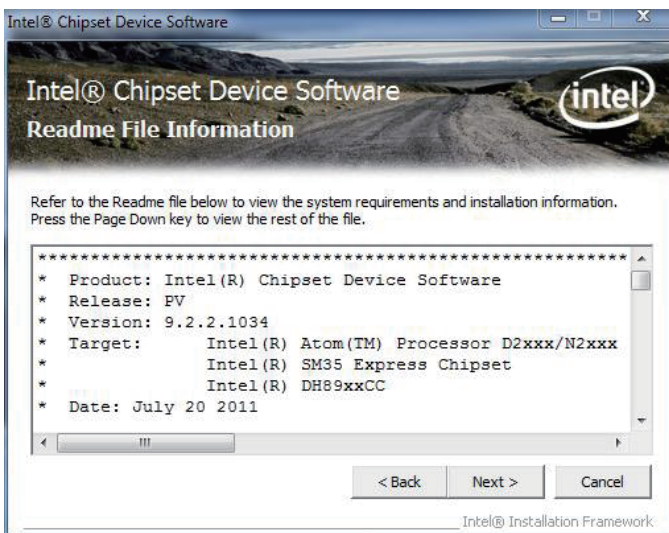 Intel® Chipset Device Software
Intel® Chipset Device Software
intel
Readme File Information
Refer to the Readme file below to view the system requirements and installation information.
Press the Page Down key to view the rest of the file.
********************************************************
* Product: Intel(R) Chipset Device Software
* Release: PV
* Version: 9.2.2.1034
* Target: Intel(R) Atom(TM) Processor D2xxx/N2xxx
* Intel(R) SM35 Express Chipset
* Intel(R) DH89xxCC
* Date: July 20 2011
< Back Next > Cancel
Intel® Installation Framework